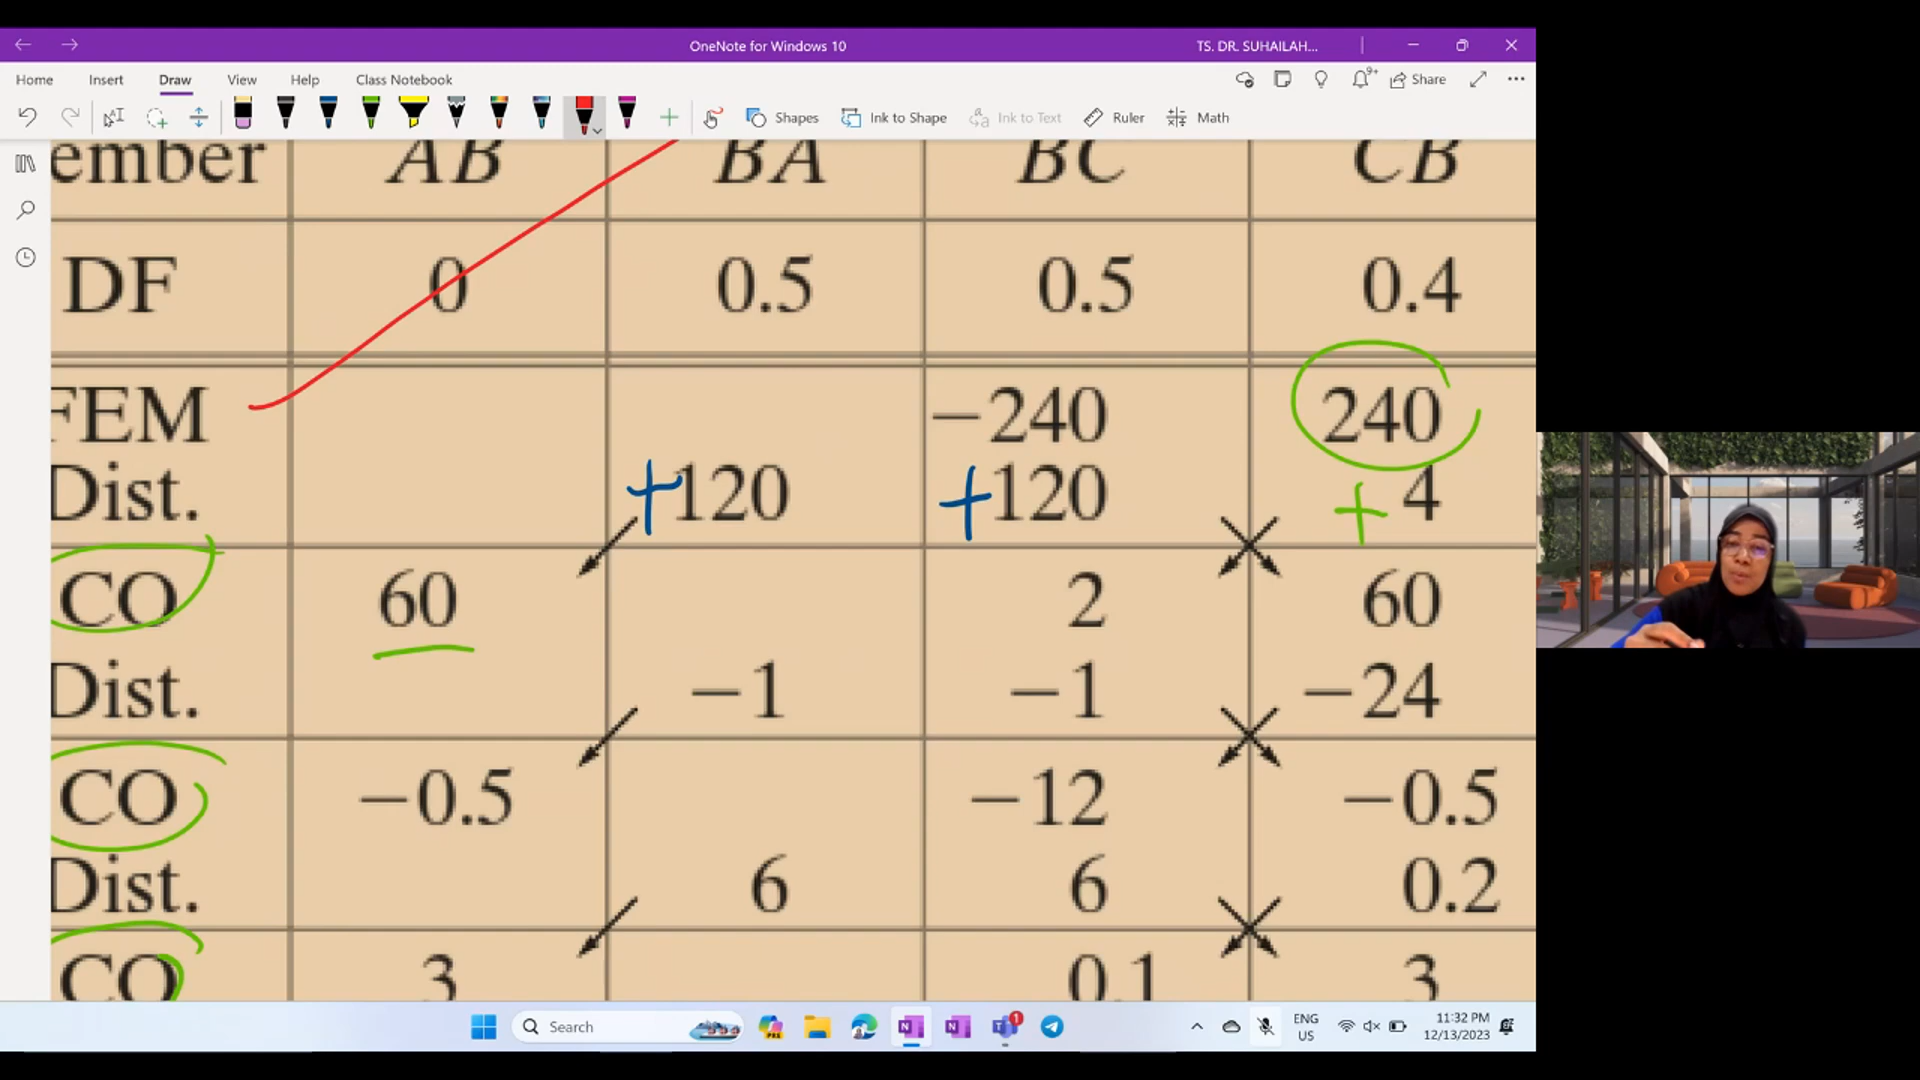 OneNote for Windows 10 TS. DR. SUHAILAH...
Home Insert Draw View Help Class Notebook 9+ Share
Shapes Ink to Shape Ink to Text Ruler Math
ember AB BA BC CB
DF 0 0.5 0.5 0.4
FEM −240 240
Dist. +120 +120 + 4
CO 60 2 60
Dist. −1 −1 −24
CO −0.5 −12 −0.5
Dist. 6 6 0.2
CO 3 0.1 3
Search PRE 1 ENG 11:32 PM
US 12/13/2023